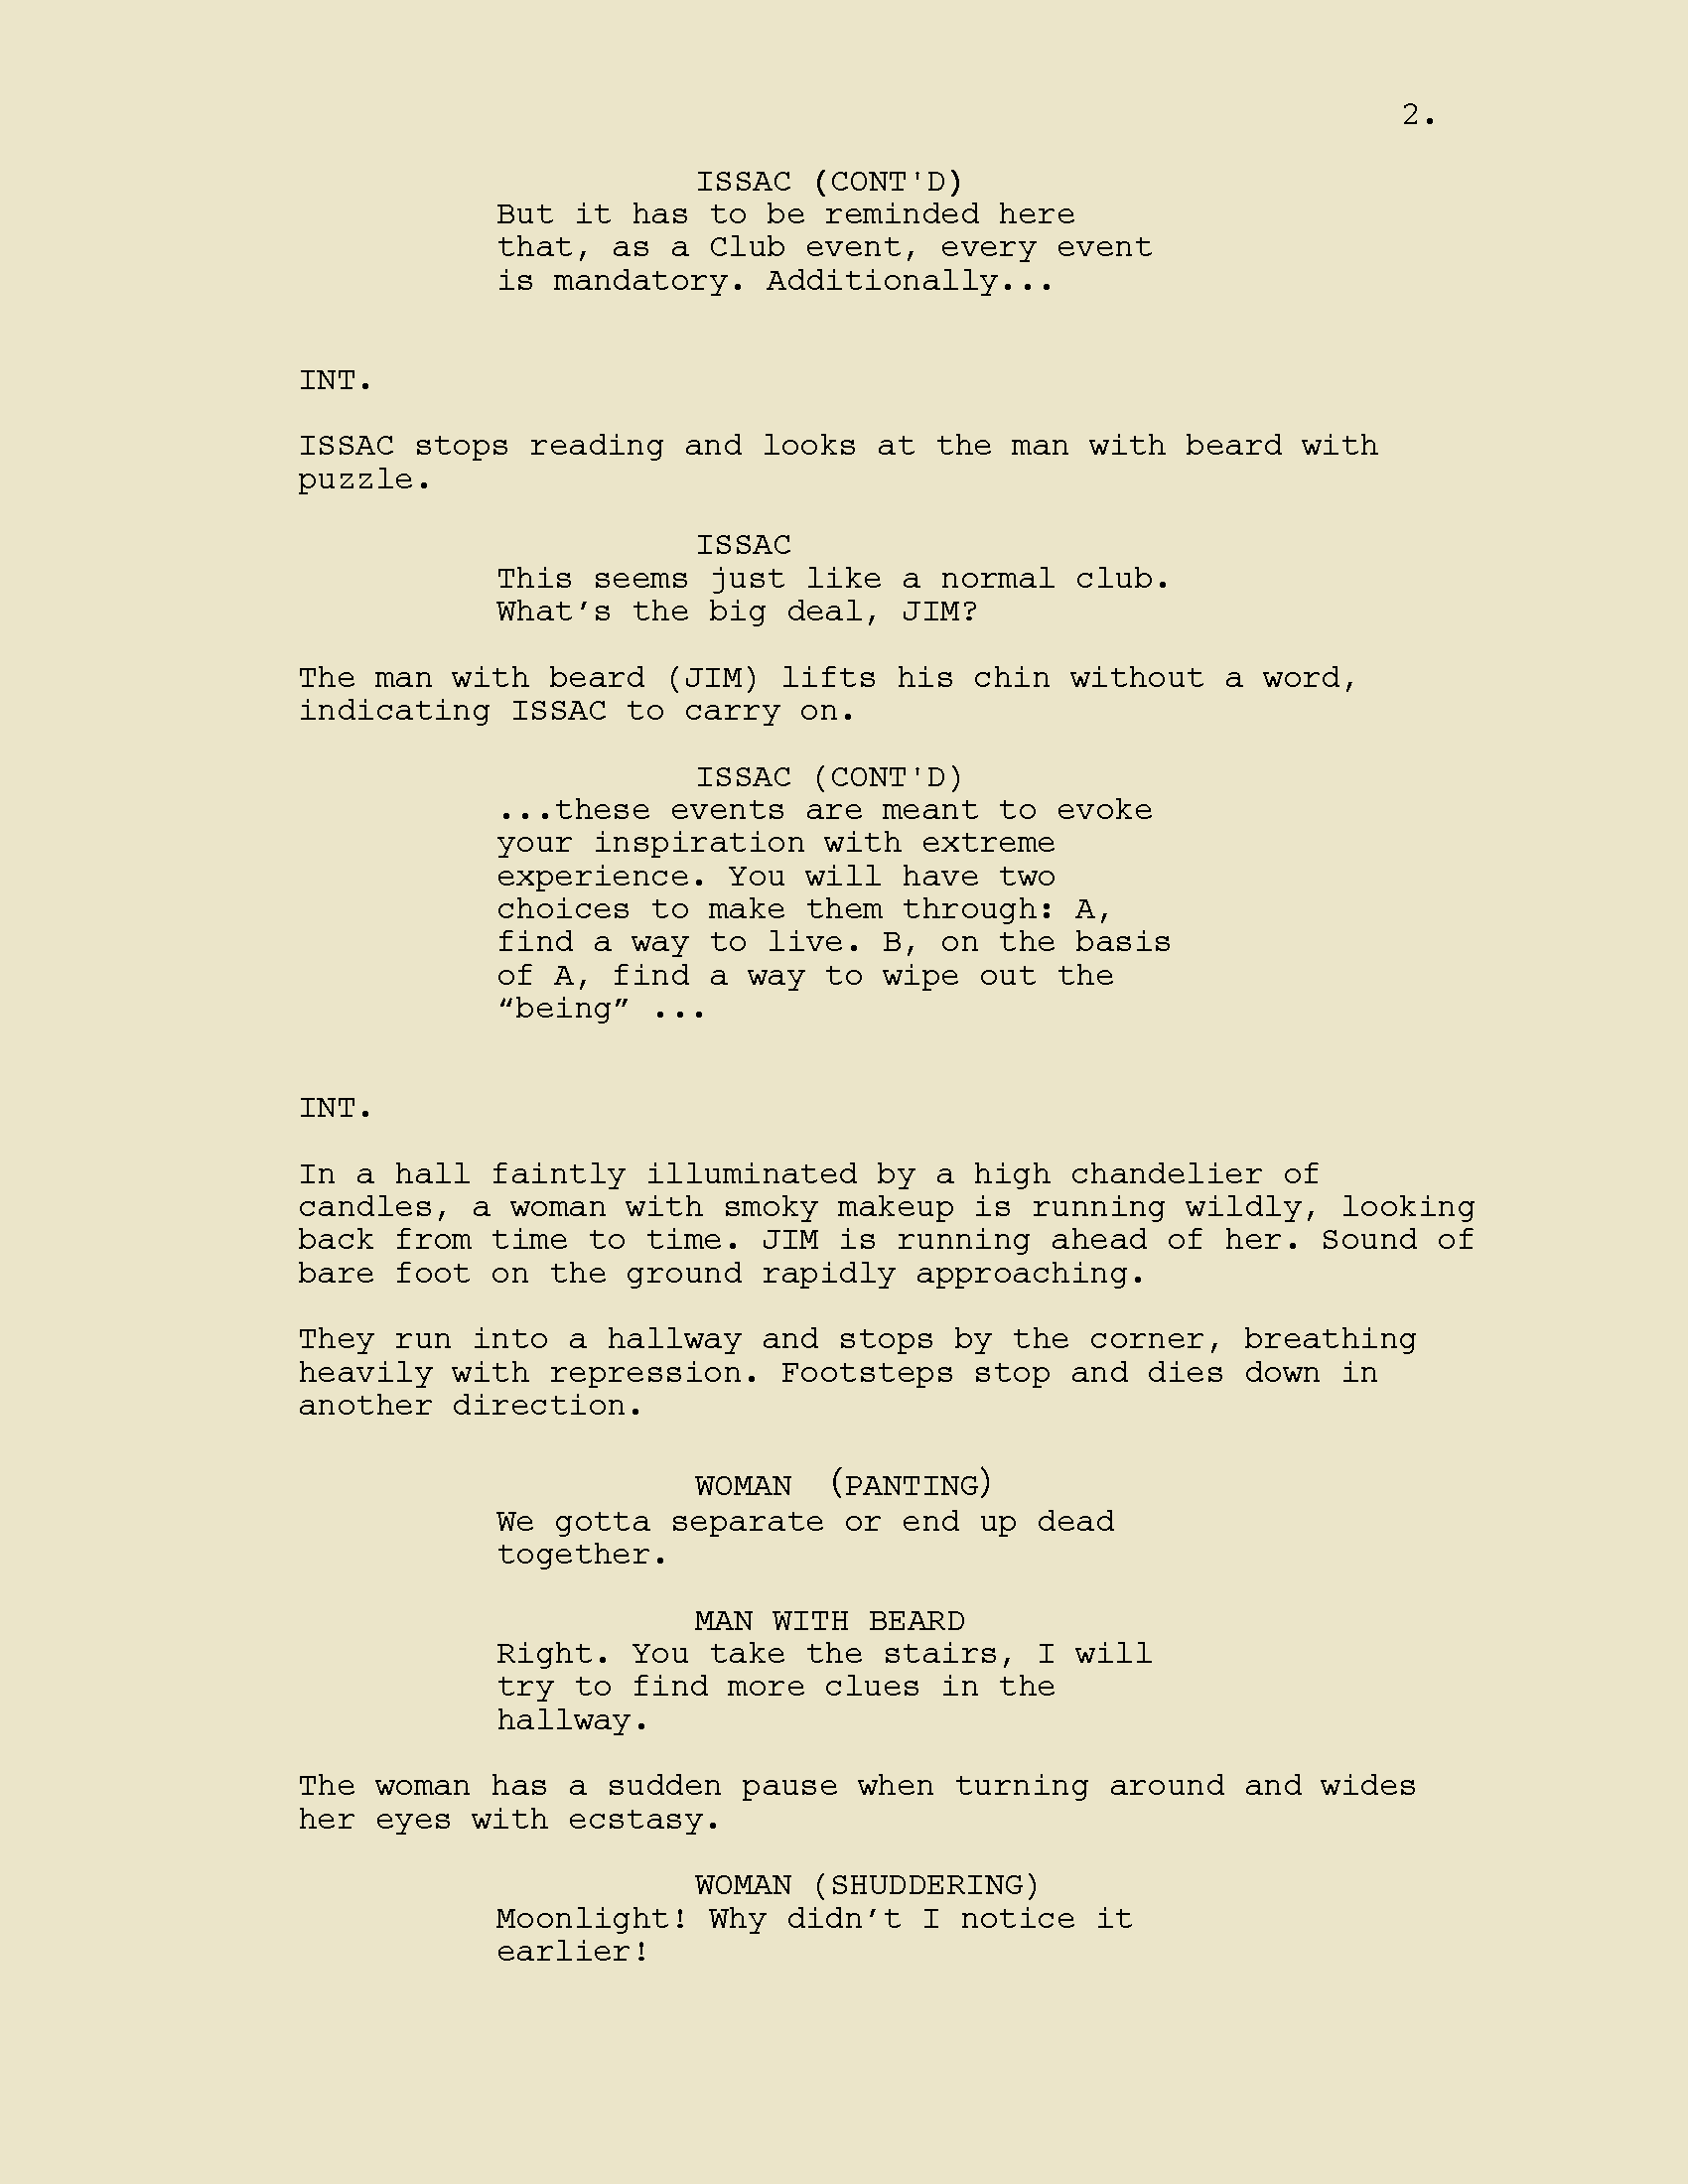 2.
ISSAC (CONT'D)
But it has to be reminded here
that, as a Club event, every event
is mandatory. Additionally...
INT.
ISSAC stops reading and looks at the man with beard with
puzzle.
ISSAC
This seems just like a normal club.
What’s the big deal, JIM?
The man with beard (JIM) lifts his chin without a word,
indicating ISSAC to carry on.
ISSAC (CONT'D)
...these events are meant to evoke
your inspiration with extreme
experience. You will have two
choices to make them through: A,
find a way to live. B, on the basis
of A, find a way to wipe out the
“being” ...
INT.
In a hall faintly illuminated by a high chandelier of
candles, a woman with smoky makeup is running wildly, looking
back from time to time. JIM is running ahead of her. Sound of
bare foot on the ground rapidly approaching.
They run into a hallway and stops by the corner, breathing
heavily with repression. Footsteps stop and dies down in
another direction.
WOMAN (PANTING)
We gotta separate or end up dead
together.
MAN WITH BEARD
Right. You take the stairs, I will
try to find more clues in the
hallway.
The woman has a sudden pause when turning around and wides
her eyes with ecstasy.
WOMAN (SHUDDERING)
Moonlight! Why didn’t I notice it
earlier!